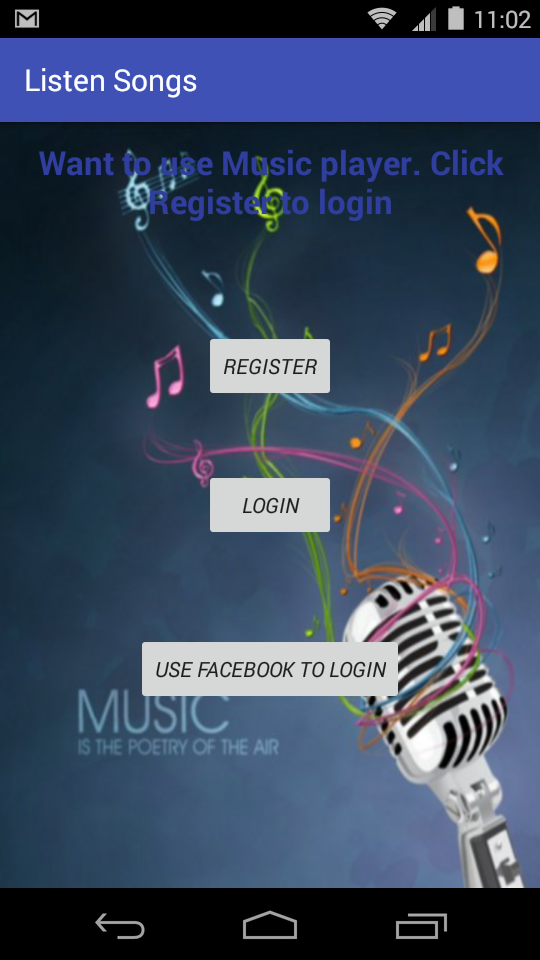 11:02
Listen Songs
Want to use Music player. Click
Register to login
REGISTER
LOGIN
USE FACEBOOK TO LOGIN
MUSIC
IS THE POETRY OF THE AIR